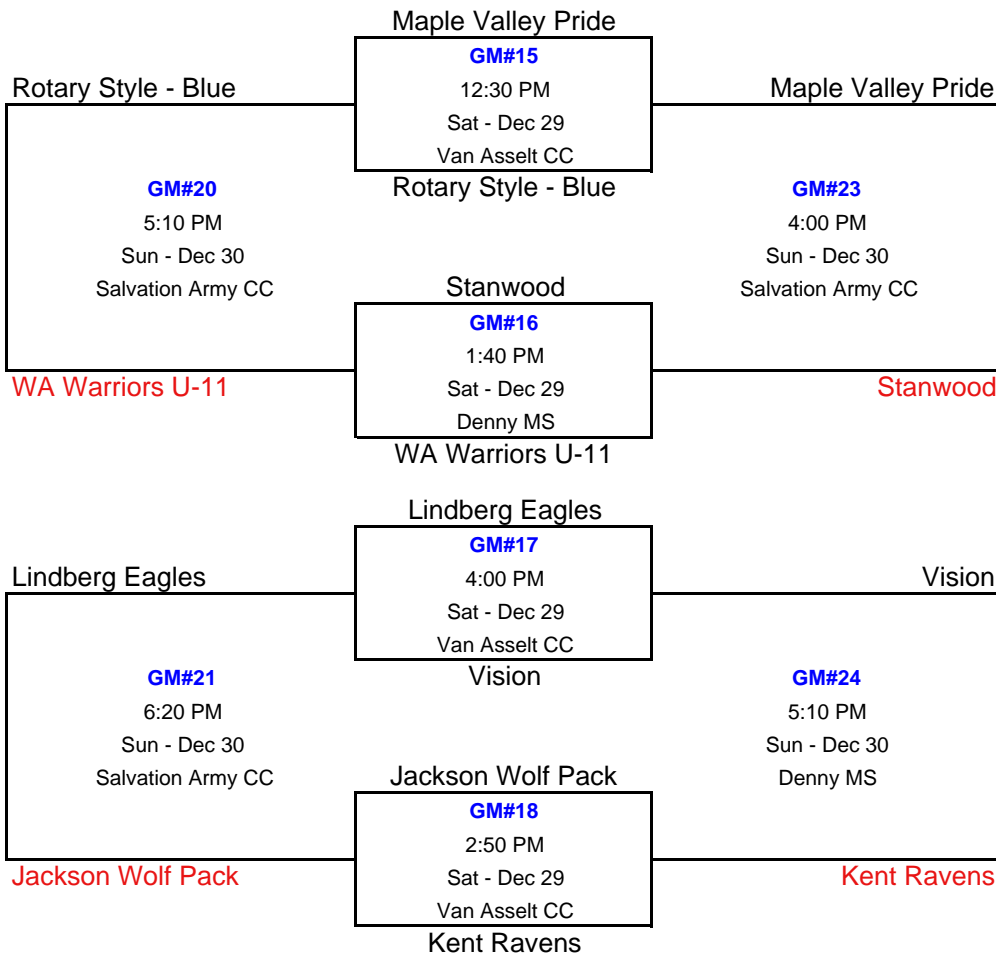 Maple Valley Pride
GM#15
Rotary Style - Blue
12:30 PM
Maple Valley Pride
Sat - Dec 29
Van Asselt CC
GM#20
Rotary Style - Blue
GM#23
5:10 PM
4:00 PM
Sun - Dec 30
Sun - Dec 30
Salvation Army CC
Stanwood
Salvation Army CC
GM#16
1:40 PM
WA Warriors U-11
Sat - Dec 29
Stanwood
Denny MS
WA Warriors U-11
Lindberg Eagles
GM#17
Lindberg Eagles
4:00 PM
Vision
Sat - Dec 29
Van Asselt CC
GM#21
Vision
GM#24
6:20 PM
5:10 PM
Sun - Dec 30
Sun - Dec 30
Salvation Army CC
Jackson Wolf Pack
Denny MS
GM#18
2:50 PM
Jackson Wolf Pack
Sat - Dec 29
Kent Ravens
Van Asselt CC
Kent Ravens